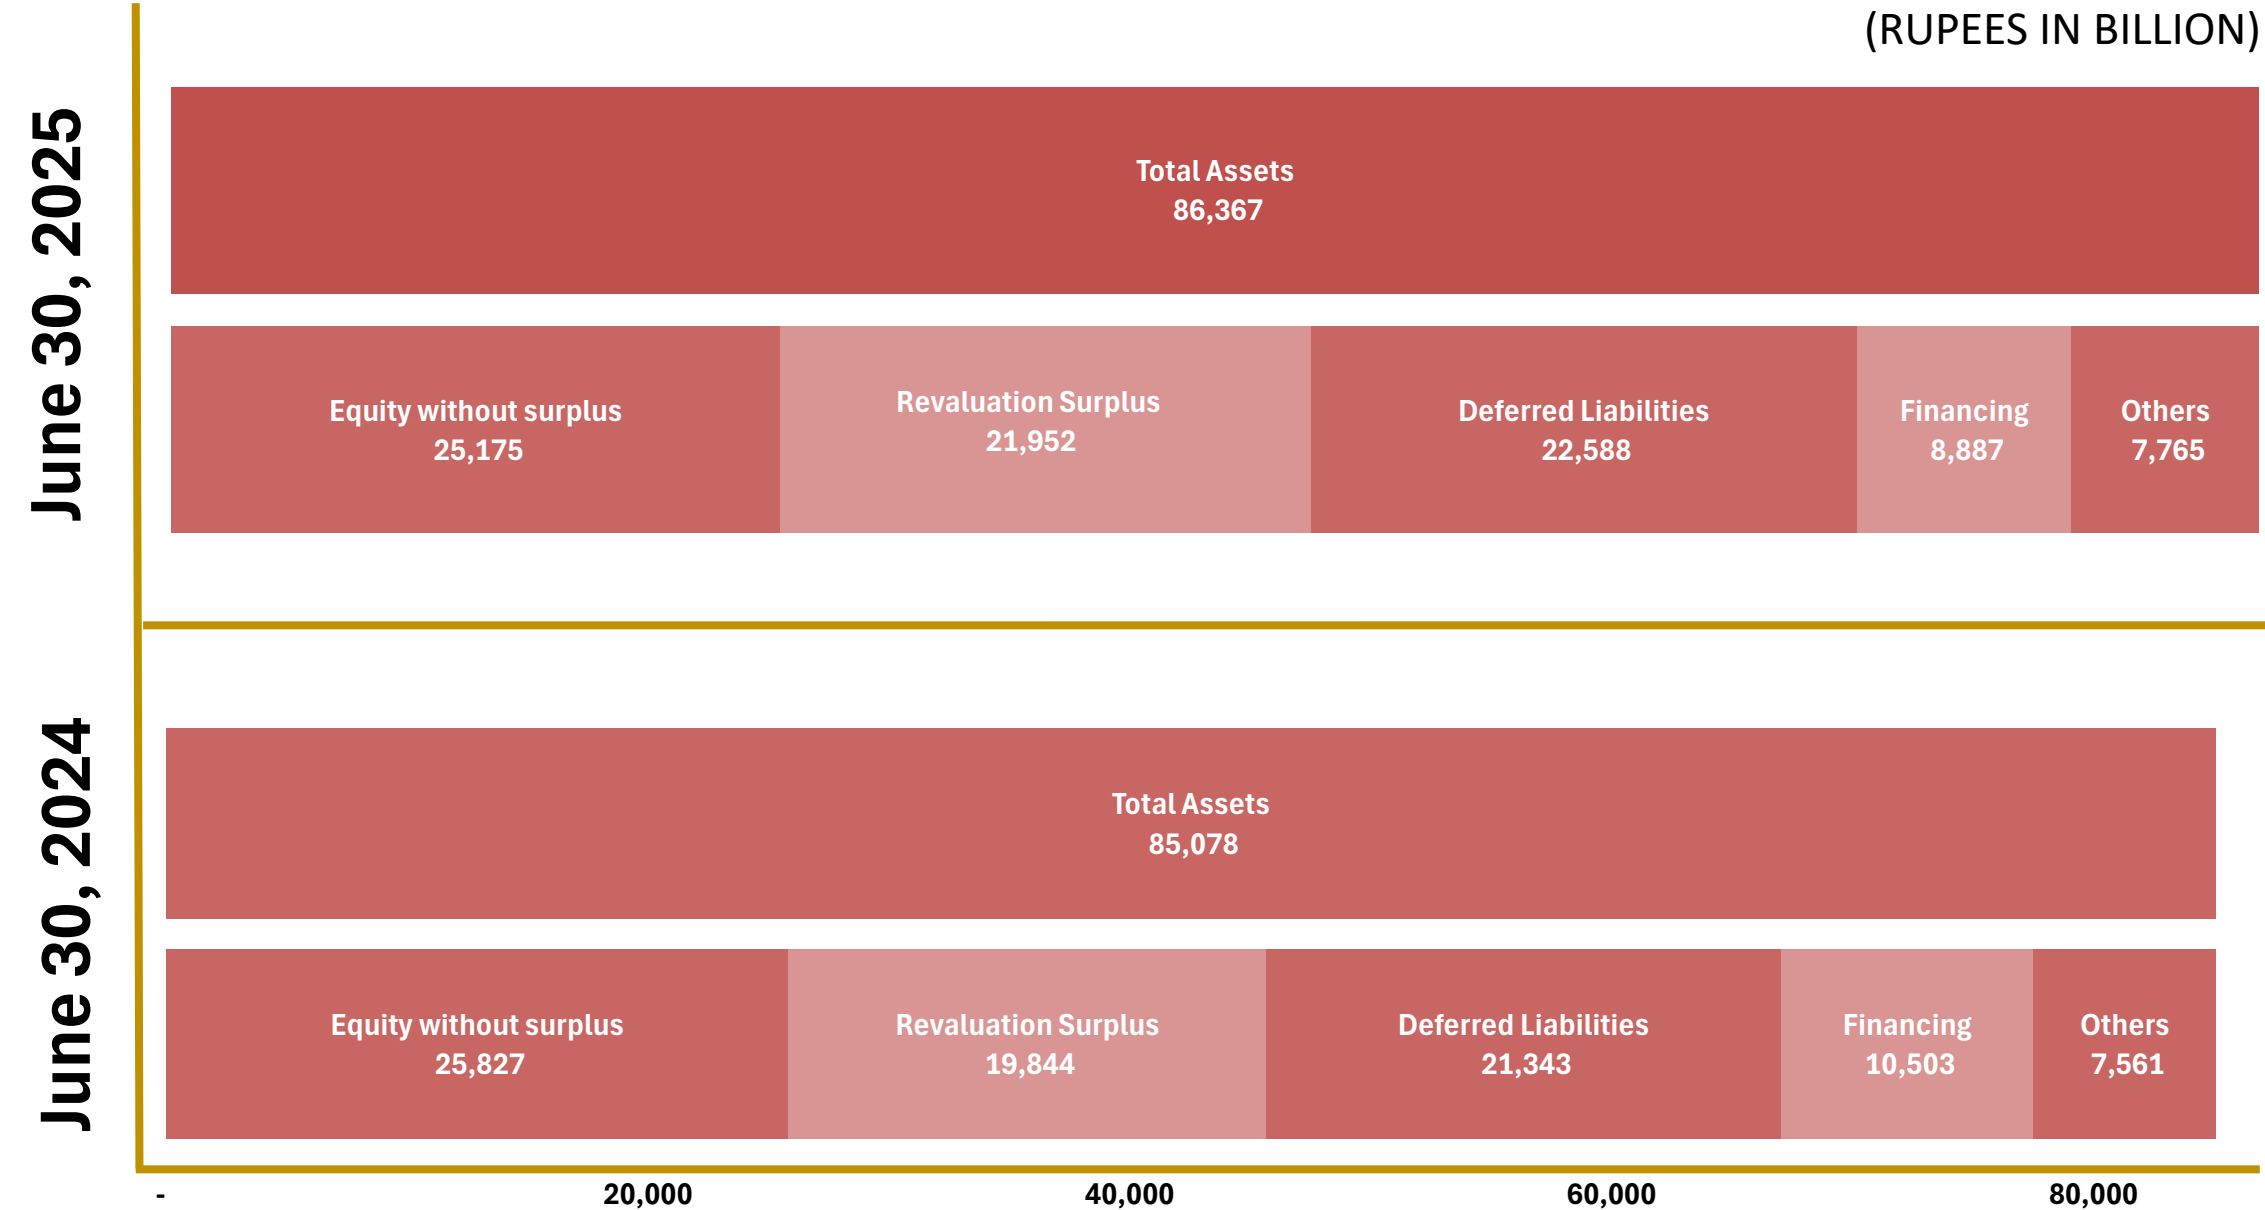 (RUPEES IN BILLION)
June 30, 2025
Total Assets
86,367
Equity without surplus
25,175
Revaluation Surplus
21,952
Deferred Liabilities
22,588
Financing
8,887
Others
7,765
June 30, 2024
Total Assets
85,078
Equity without surplus
25,827
Revaluation Surplus
19,844
Deferred Liabilities
21,343
Financing
10,503
Others
7,561
- 20,000 40,000 60,000 80,000